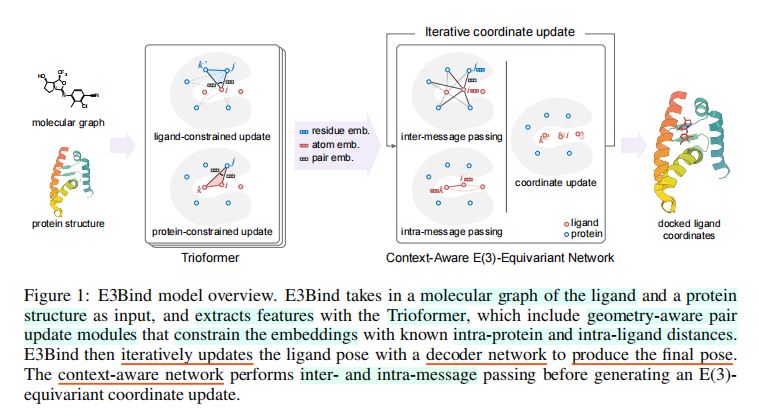 Iterative coordinate update
molecular graph
protein structure
ligand-constrained update
protein-constrained update
Trioformer
residue emb.
atom emb.
pair emb.
inter-message passing
intra-message passing
coordinate update
ligand
protein
Context-Aware E(3)-Equivariant Network
docked ligand
coordinates
Figure 1: E3Bind model overview. E3Bind takes in a molecular graph of the ligand and a protein
structure as input, and extracts features with the Trioformer, which include geometry-aware pair
update modules that constrain the embeddings with known intra-protein and intra-ligand distances.
E3Bind then iteratively updates the ligand pose with a decoder network to produce the final pose.
The context-aware network performs inter- and intra-message passing before generating an E(3)-
equivariant coordinate update.